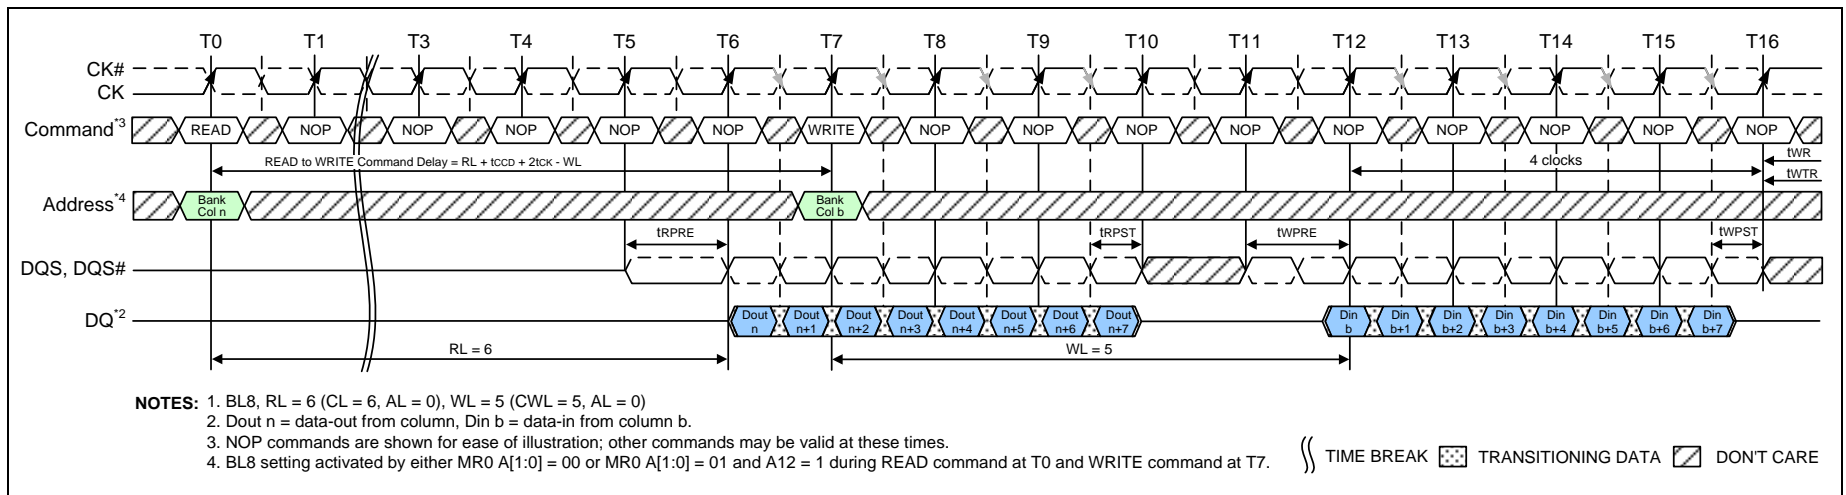 T0 T1 T3 T4 T5 T6 T7 T8 T9 T10 T11 T12 T13 T14 T15 T16
CK#
CK
Command*3 READ NOP NOP NOP NOP NOP WRITE NOP NOP NOP NOP NOP NOP NOP NOP NOP
READ to WRITE Command Delay = RL + tCCD + 2tCK - WL
4 clocks
tWR
tWTR
Address*4
Bank
Col n
Bank
Col b
tRPRE tRPST tWPRE tWPST
DQS, DQS#
DQ*2
Dout Dout Dout Dout Dout Dout Dout Dout Din Din Din Din Din Din Din Din
n n+1 n+2 n+3 n+4 n+5 n+6 n+7 b b+1 b+2 b+3 b+4 b+5 b+6 b+7
RL = 6 WL = 5
NOTES: 1. BL8, RL = 6 (CL = 6, AL = 0), WL = 5 (CWL = 5, AL = 0)
2. Dout n = data-out from column, Din b = data-in from column b.
3. NOP commands are shown for ease of illustration; other commands may be valid at these times.
4. BL8 setting activated by either MR0 A[1:0] = 00 or MR0 A[1:0] = 01 and A12 = 1 during READ command at T0 and WRITE command at T7.
TIME BREAK TRANSITIONING DATA DON'T CARE